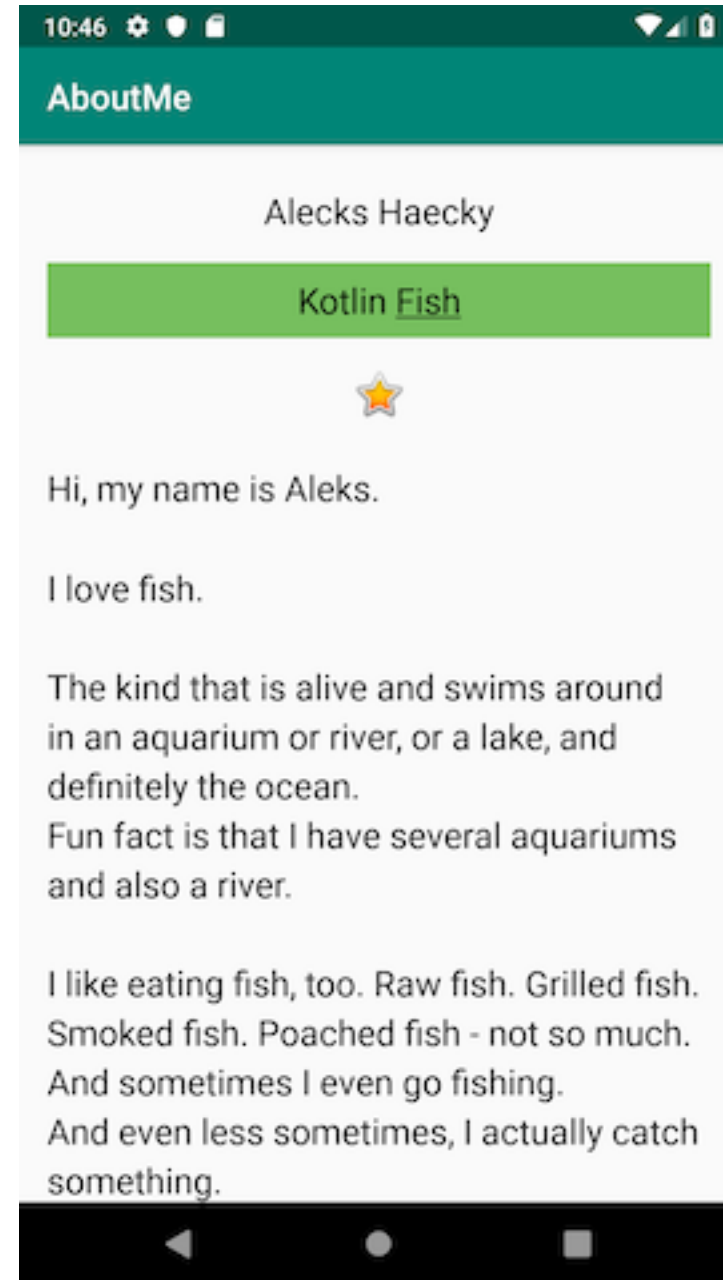 10:46
AboutMe
Alecks Haecky
Kotlin Fish
Hi, my name is Aleks.
I love fish.
The kind that is alive and swims around
in an aquarium or river, or a lake, and
definitely the ocean.
Fun fact is that I have several aquariums
and also a river.
I like eating fish, too. Raw fish. Grilled fish.
Smoked fish. Poached fish - not so much.
And sometimes I even go fishing.
And even less sometimes, I actually catch
something.